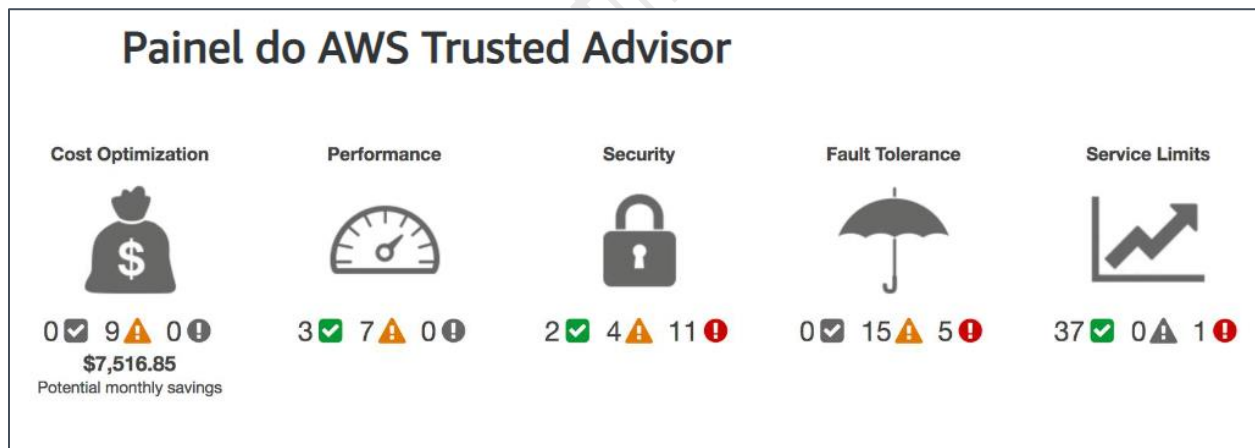 Painel do AWS Trusted Advisor
Cost Optimization
Performance
Security
Fault Tolerance
Service Limits
$
0 9 0
3 7 0
2 4 11
0 15 5
37 0 1
$7,516.85
Potential monthly savings